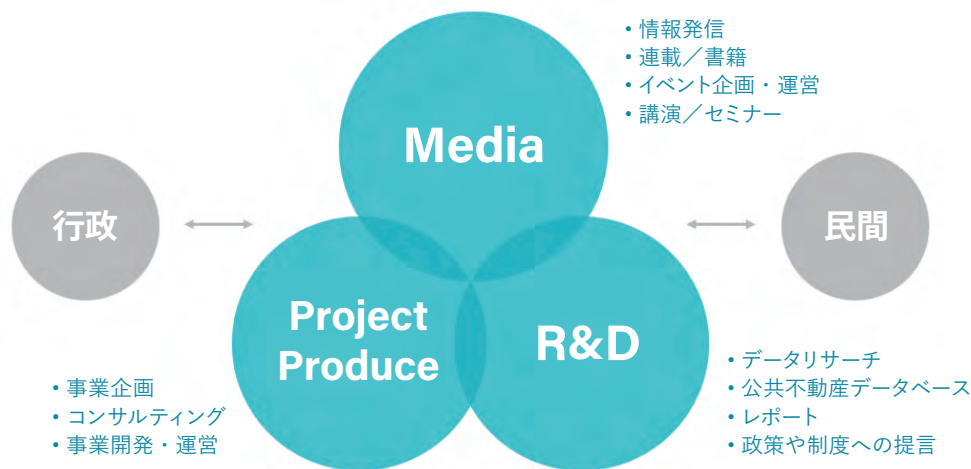 • 情報発信
• 連載／書籍
• イベント企画・運営
• 講演／セミナー
Media
行政
民間
Project
Produce
R&D
• 事業企画
• コンサルティング
• 事業開発・運営
• データリサーチ
• 公共不動産データベース
• レポート
• 政策や制度への提言